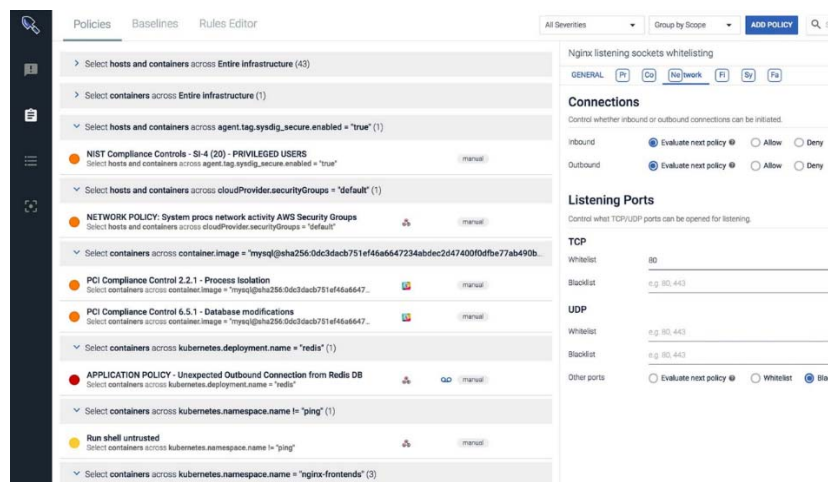 Policies Baselines Rules Editor
All Severities Group by Scope ADD POLICY
Select hosts and containers across Entire infrastructure (43)
Select containers across Entire infrastructure (1)
Select hosts and containers across agent.tag.sysdig_secure.enabled = "true" (1)
NIST Compliance Controls - SI-4 (20) - PRIVILEGED USERS
Select hosts and containers across agent.tag.sysdig_secure.enabled = "true"
manual
Select hosts and containers across cloudProvider.securityGroups = "default" (1)
NETWORK POLICY: System procs network activity AWS Security Groups
Select hosts and containers across cloudProvider.securityGroups = "default"
manual
Select containers across container.image = "mysql@sha256:0dc3dacb751ef46a6647234abdec2d47400f0dfbe77ab490b...
PCI Compliance Control 2.2.1 - Process Isolation
Select containers across container.image = "mysql@sha256:0dc3dacb751ef46a6647...
manual
PCI Compliance Control 6.5.1 - Database modifications
Select containers across container.image = "mysql@sha256:0dc3dacb751ef46a6647...
manual
Select containers across kubernetes.deployment.name = "redis" (1)
APPLICATION POLICY - Unexpected Outbound Connection from Redis DB
Select containers across kubernetes.deployment.name = "redis"
manual
Select containers across kubernetes.namespace.name != "ping" (1)
Run shell untrusted
Select containers across kubernetes.namespace.name != "ping"
manual
Select containers across kubernetes.namespace.name = "nginx-frontends" (3)
Nginx listening sockets whitelisting
GENERAL Pr Co Network Fi Sy Fa
Connections
Control whether inbound or outbound connections can be initiated.
Inbound Evaluate next policy Allow Deny
Outbound Evaluate next policy Allow Deny
Listening Ports
Control what TCP/UDP ports can be opened for listening.
TCP
Whitelist 80
Blacklist e.g. 80, 443
UDP
Whitelist e.g. 80, 443
Blacklist e.g. 80, 443
Other ports Evaluate next policy Whitelist Bla